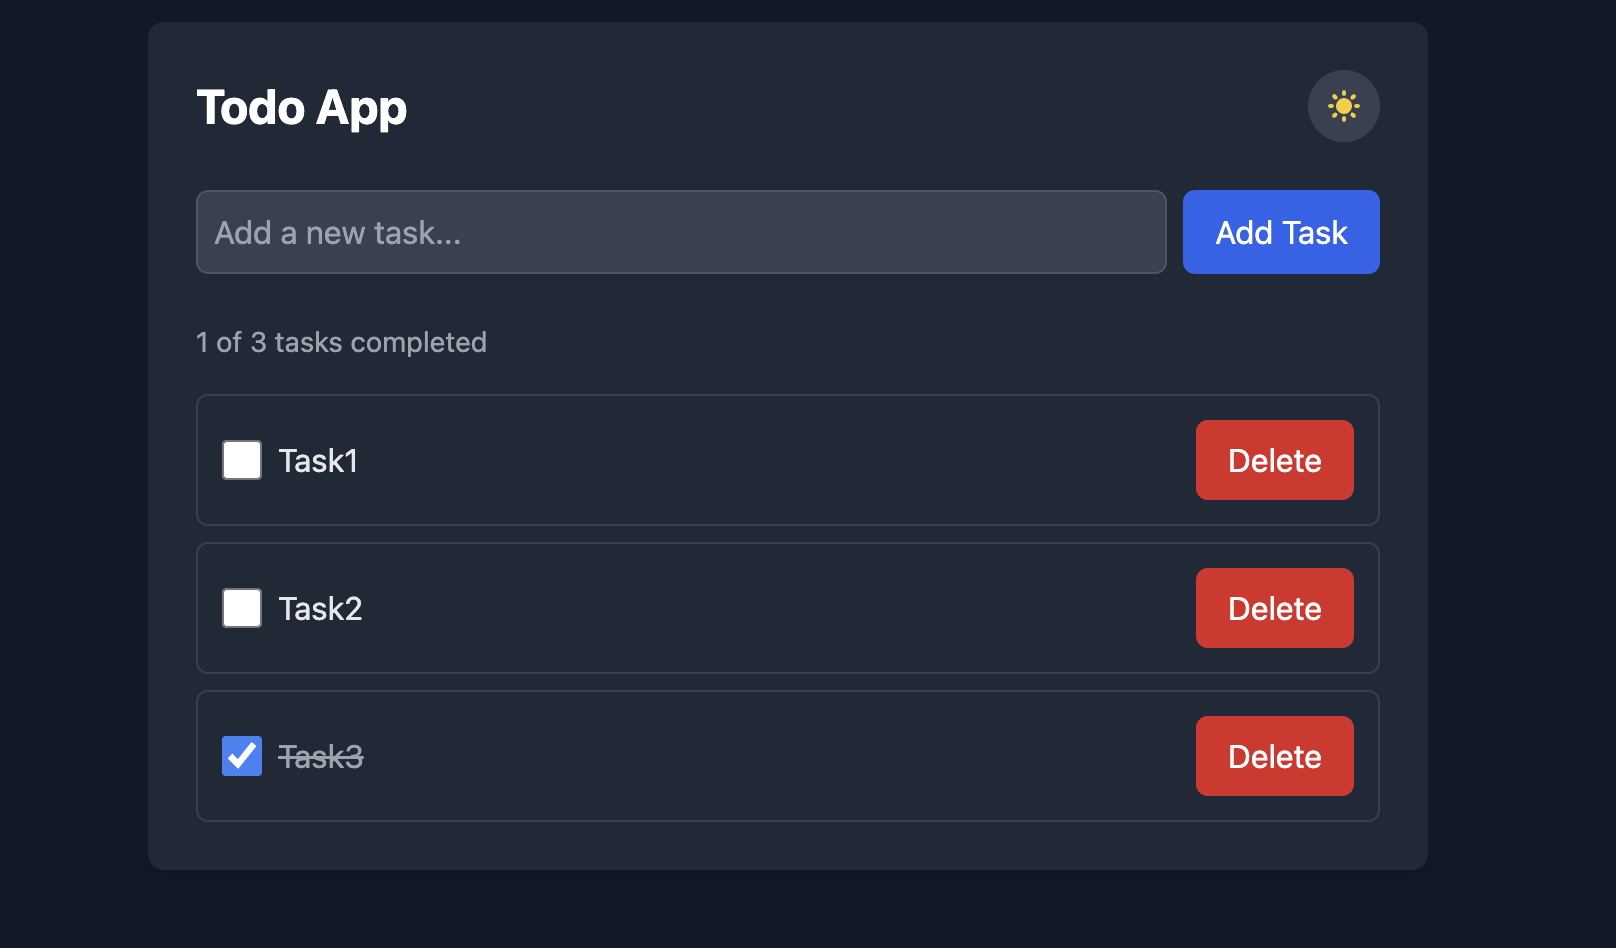 Todo App
Add a new task...
Add Task
1 of 3 tasks completed
Task1
Delete
Task2
Delete
Task3
Delete